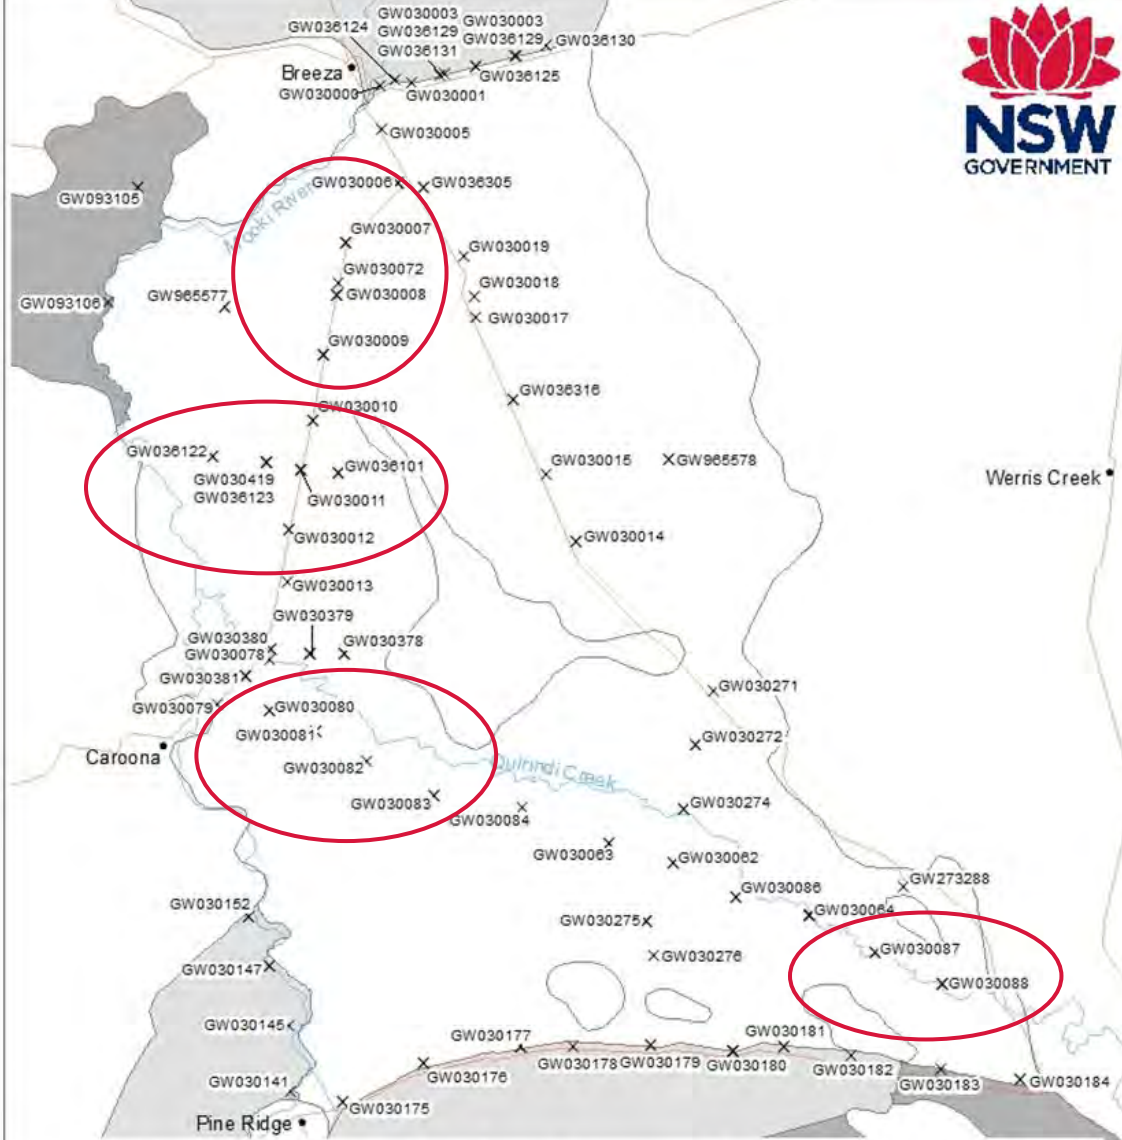 GW030003
GW030003
GW036124
GW036129
GW036129
GW036130
GW036131
GW036125
Breeza
GW030000
GW030001
NSW
GOVERNMENT
GW030005
GW030006
GW036305
GW093105
Mooki River
GW030007
GW030019
GW030072
GW030018
GW093106
GW965577
GW030008
GW030017
GW030009
GW036316
GW030010
GW036122
GW036101
GW030015
GW965578
GW030419
GW036123
GW030011
Werris Creek
GW030012
GW030014
GW030013
GW030379
GW030380
GW030378
GW030078
GW030381
GW030271
GW030079
GW030080
GW030081
GW030272
Caroona
GW030082
Quirindi Creek
GW030083
GW030274
GW030084
GW030063
GW030062
GW273288
GW030086
GW030152
GW030064
GW030275
GW030087
GW030147
GW030276
GW030088
GW030145
GW030177
GW030181
GW030178
GW030179
GW030180
GW030182
GW030176
GW030141
GW030183
GW030184
GW030175
Pine Ridge